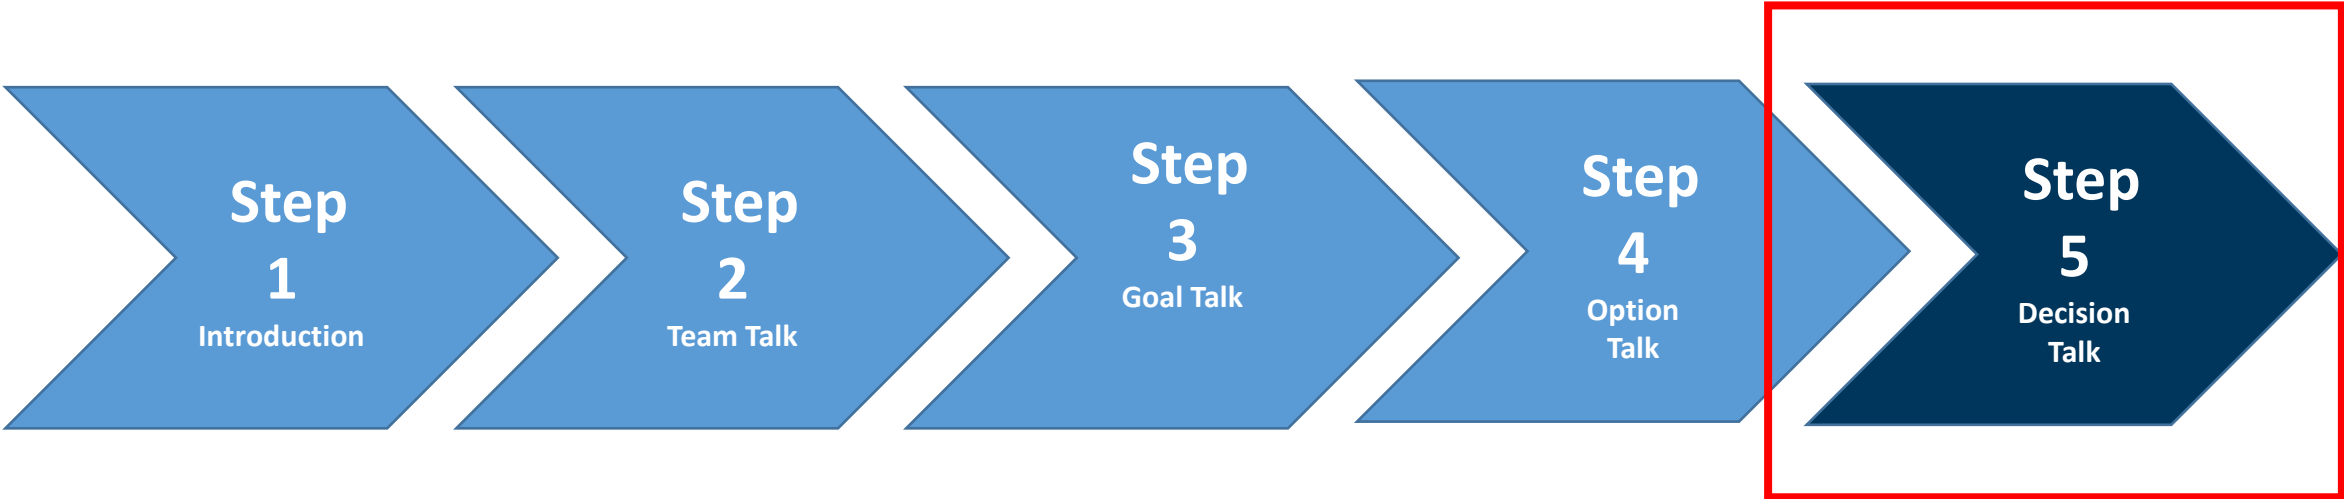 Step
1
Introduction
Step
2
Team Talk
Step
3
Goal Talk
Step
4
Option
Talk
Step
5
Decision
Talk